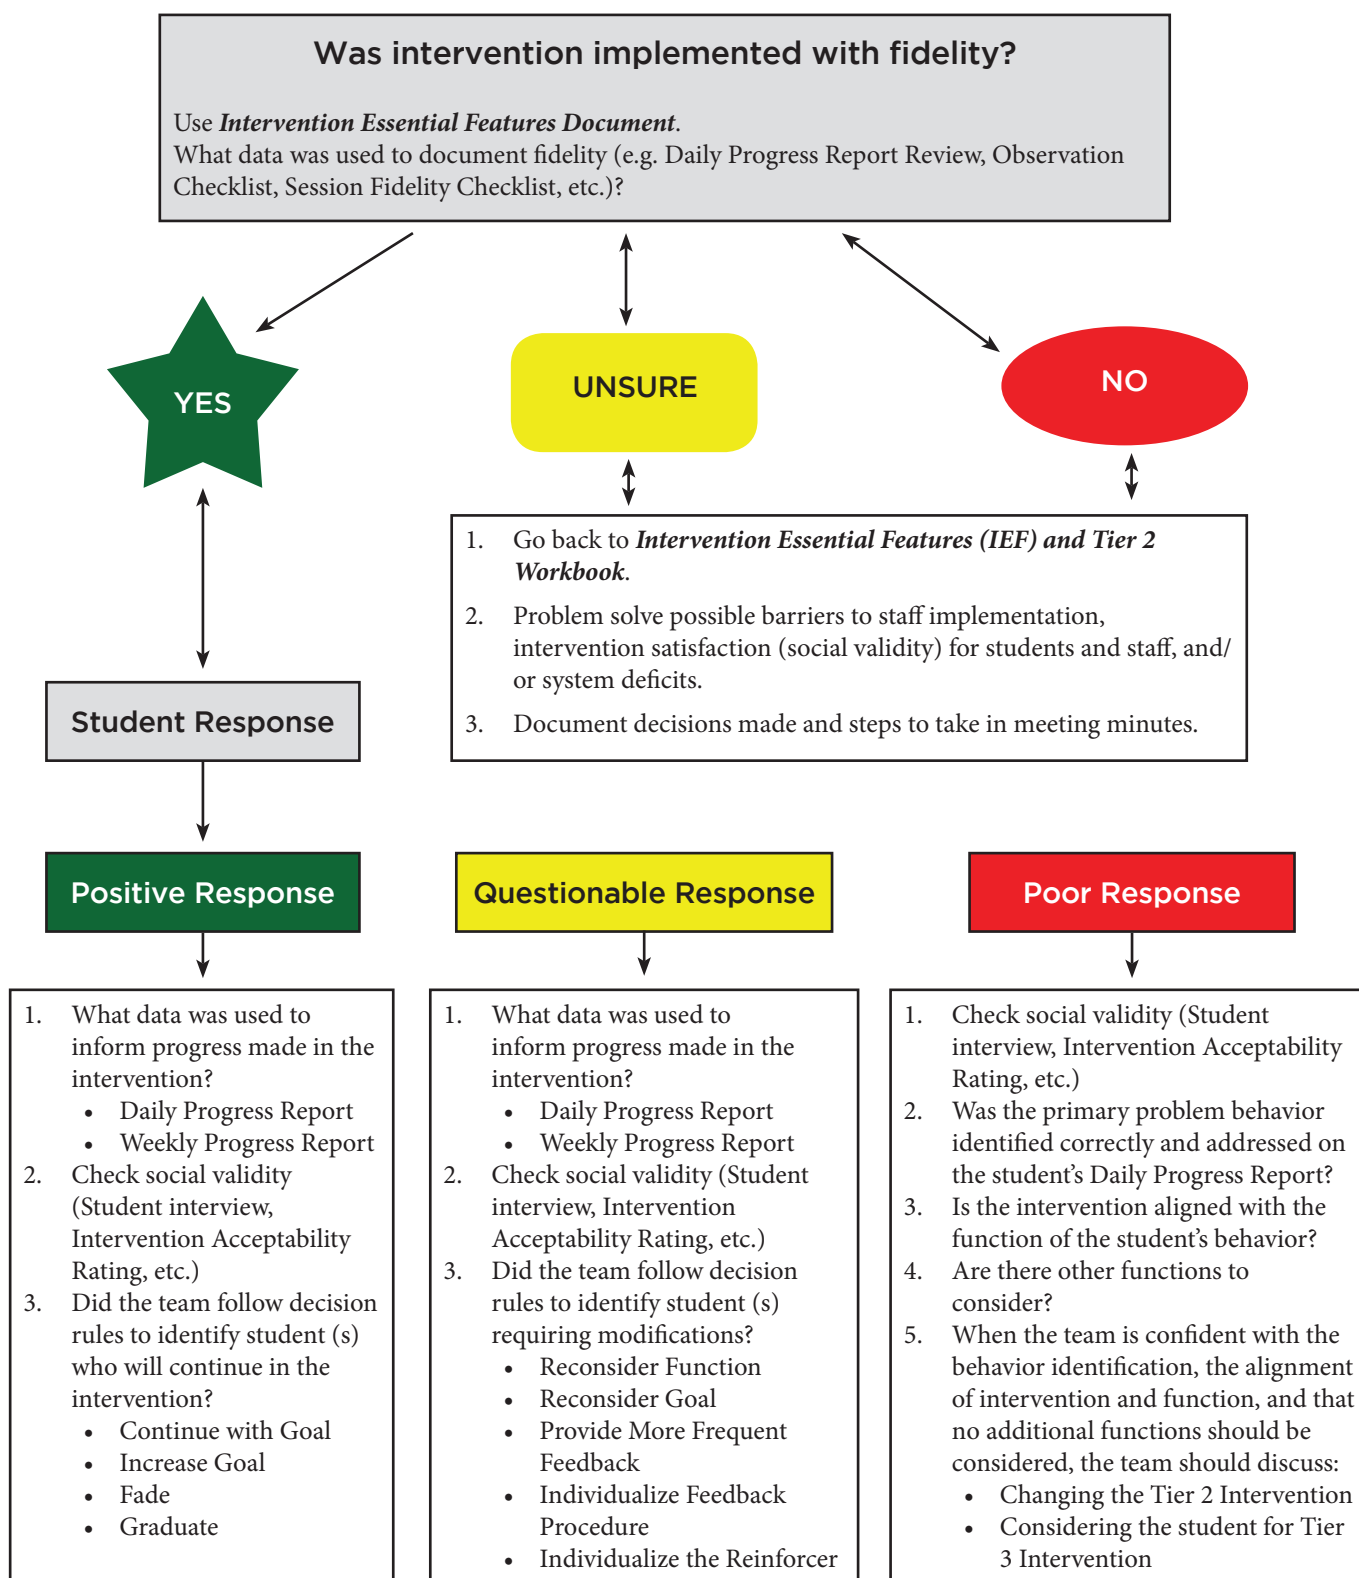 Was intervention implemented with fidelity?
Use Intervention Essential Features Document.
What data was used to document fidelity (e.g. Daily Progress Report Review, Observation
Checklist, Session Fidelity Checklist, etc.)?
YES
UNSURE
NO
1. Go back to Intervention Essential Features (IEF) and Tier 2
Workbook.
2. Problem solve possible barriers to staff implementation,
intervention satisfaction (social validity) for students and staff, and/
or system deficits.
3. Document decisions made and steps to take in meeting minutes.
Student Response
Positive Response
Questionable Response
Poor Response
1. What data was used to
inform progress made in the
intervention?
• Daily Progress Report
• Weekly Progress Report
2. Check social validity
(Student interview,
Intervention Acceptability
Rating, etc.)
3. Did the team follow decision
rules to identify student (s)
who will continue in the
intervention?
• Continue with Goal
• Increase Goal
• Fade
• Graduate
1. What data was used to
inform progress made in the
intervention?
• Daily Progress Report
• Weekly Progress Report
2. Check social validity (Student
interview, Intervention
Acceptability Rating, etc.)
3. Did the team follow decision
rules to identify student (s)
requiring modifications?
• Reconsider Function
• Reconsider Goal
• Provide More Frequent
Feedback
• Individualize Feedback
Procedure
• Individualize the Reinforcer
1. Check social validity (Student
interview, Intervention Acceptability
Rating, etc.)
2. Was the primary problem behavior
identified correctly and addressed on
the student's Daily Progress Report?
3. Is the intervention aligned with the
function of the student's behavior?
4. Are there other functions to
consider?
5. When the team is confident with the
behavior identification, the alignment
of intervention and function, and that
no additional functions should be
considered, the team should discuss:
• Changing the Tier 2 Intervention
• Considering the student for Tier
3 Intervention